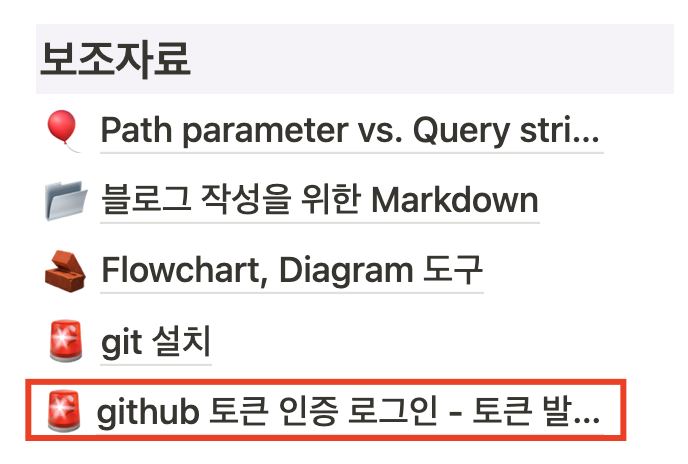 보조자료
Path parameter vs. Query stri...
블로그 작성을 위한 Markdown
Flowchart, Diagram 도구
git 설치
github 토큰 인증 로그인 - 토큰 발...